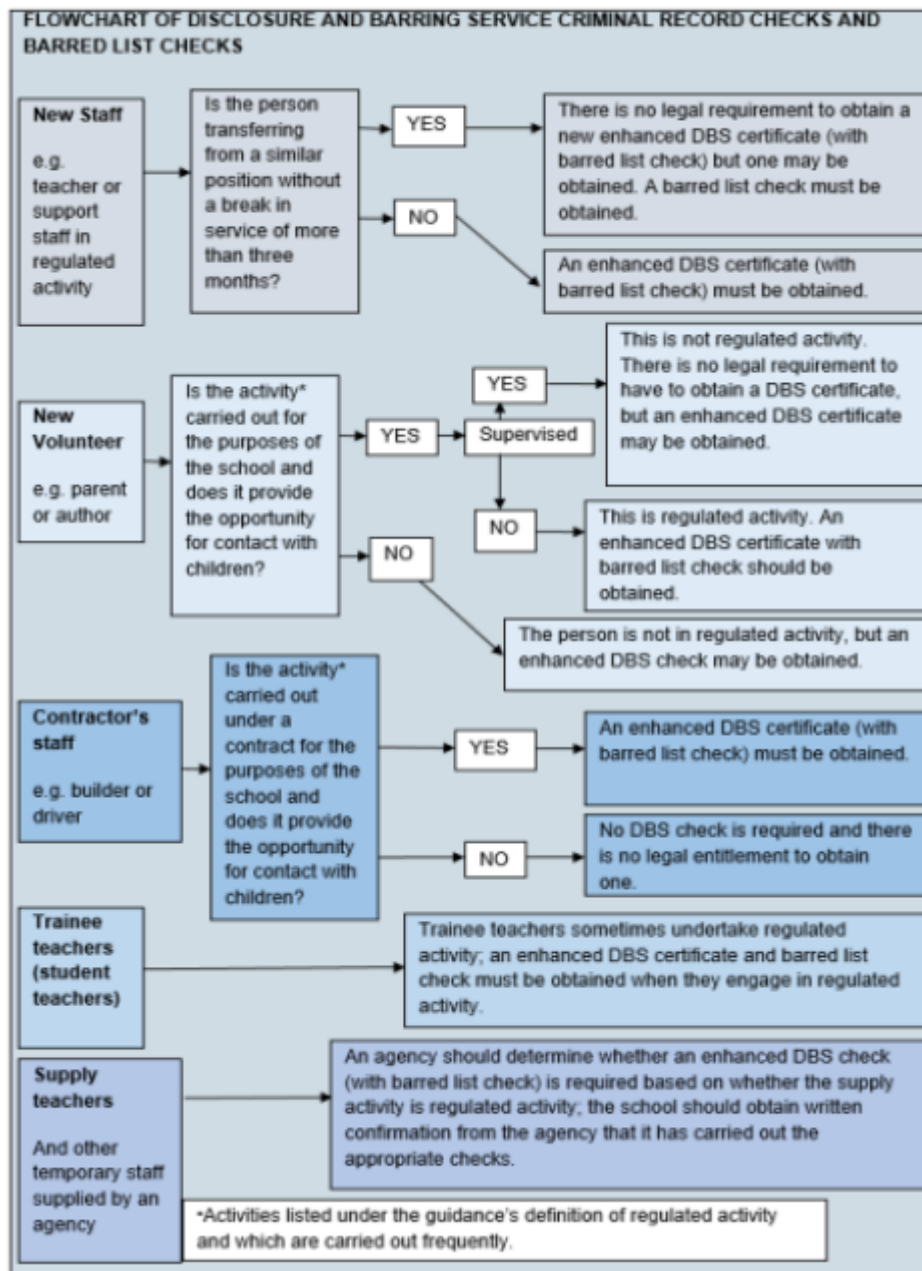 FLOWCHART OF DISCLOSURE AND BARRING SERVICE CRIMINAL RECORD CHECKS AND
BARRED LIST CHECKS
New Staff
e.g.
teacher or
support
staff in
regulated
activity
Is the person
transferring
from a similar
position without
a break in
service of more
than three
months?
YES
There is no legal requirement to obtain a
new enhanced DBS certificate (with
barred list check) but one may be
obtained. A barred list check must be
obtained.
NO
An enhanced DBS certificate (with
barred list check) must be obtained.
New
Volunteer
e.g. parent
or author
Is the activity*
carried out for
the purposes of
the school and
does it provide
the opportunity
for contact with
children?
YES
Supervised
YES
This is not regulated activity.
There is no legal requirement to
have to obtain a DBS certificate,
but an enhanced DBS certificate
may be obtained.
NO
This is regulated activity. An
enhanced DBS certificate with
barred list check should be
obtained.
NO
The person is not in regulated activity, but an
enhanced DBS check may be obtained.
Contractor's
staff
e.g. builder or
driver
Is the activity*
carried out
under a
contract for the
purposes of the
school and
does it provide
the opportunity
for contact with
children?
YES
An enhanced DBS certificate (with
barred list check) must be obtained.
NO
No DBS check is required and there
is no legal entitlement to obtain
one.
Trainee
teachers
(student
teachers)
Trainee teachers sometimes undertake regulated
activity; an enhanced DBS certificate and barred list
check must be obtained when they engage in regulated
activity.
Supply
teachers
And other
temporary staff
supplied by an
agency
An agency should determine whether an enhanced DBS check
(with barred list check) is required based on whether the supply
activity is regulated activity; the school should obtain written
confirmation from the agency that it has carried out the
appropriate checks.
*Activities listed under the guidance's definition of regulated activity
and which are carried out frequently.